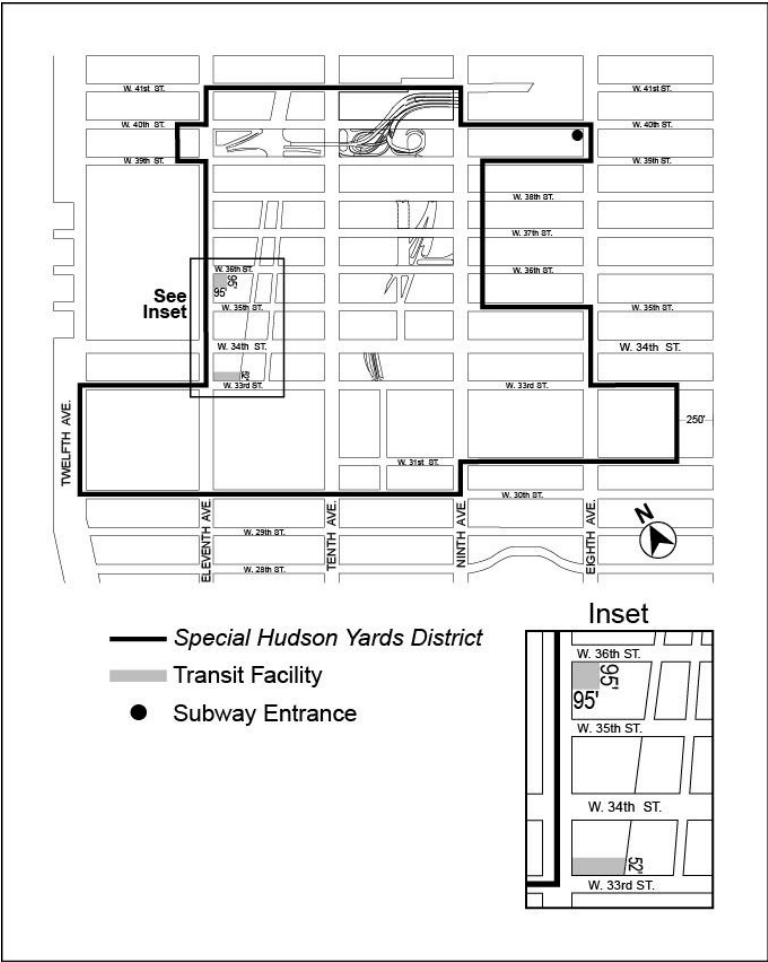 W. 41st ST.
W. 41st ST.
W. 40th ST.
W. 40th ST.
W. 39th ST.
W. 39th ST.
W. 38th ST.
W. 37th ST.
W. 36th ST.
W. 36th ST.
95'
95'
See
Inset
W. 35th ST.
W. 35th ST.
W. 34th ST.
W. 34th ST.
52'
W. 33rd ST.
W. 33rd ST.
250'
TWELFTH AVE.
W. 31st ST.
W. 30th ST.
ELEVENTH AVE.
TENTH AVE.
NINTH AVE.
EIGHTH AVE.
N
W. 29th ST.
W. 28th ST.
Special Hudson Yards District
Transit Facility
Subway Entrance
Inset
W. 36th ST.
95'
95'
W. 35th ST.
W. 34th ST.
52'
W. 33rd ST.